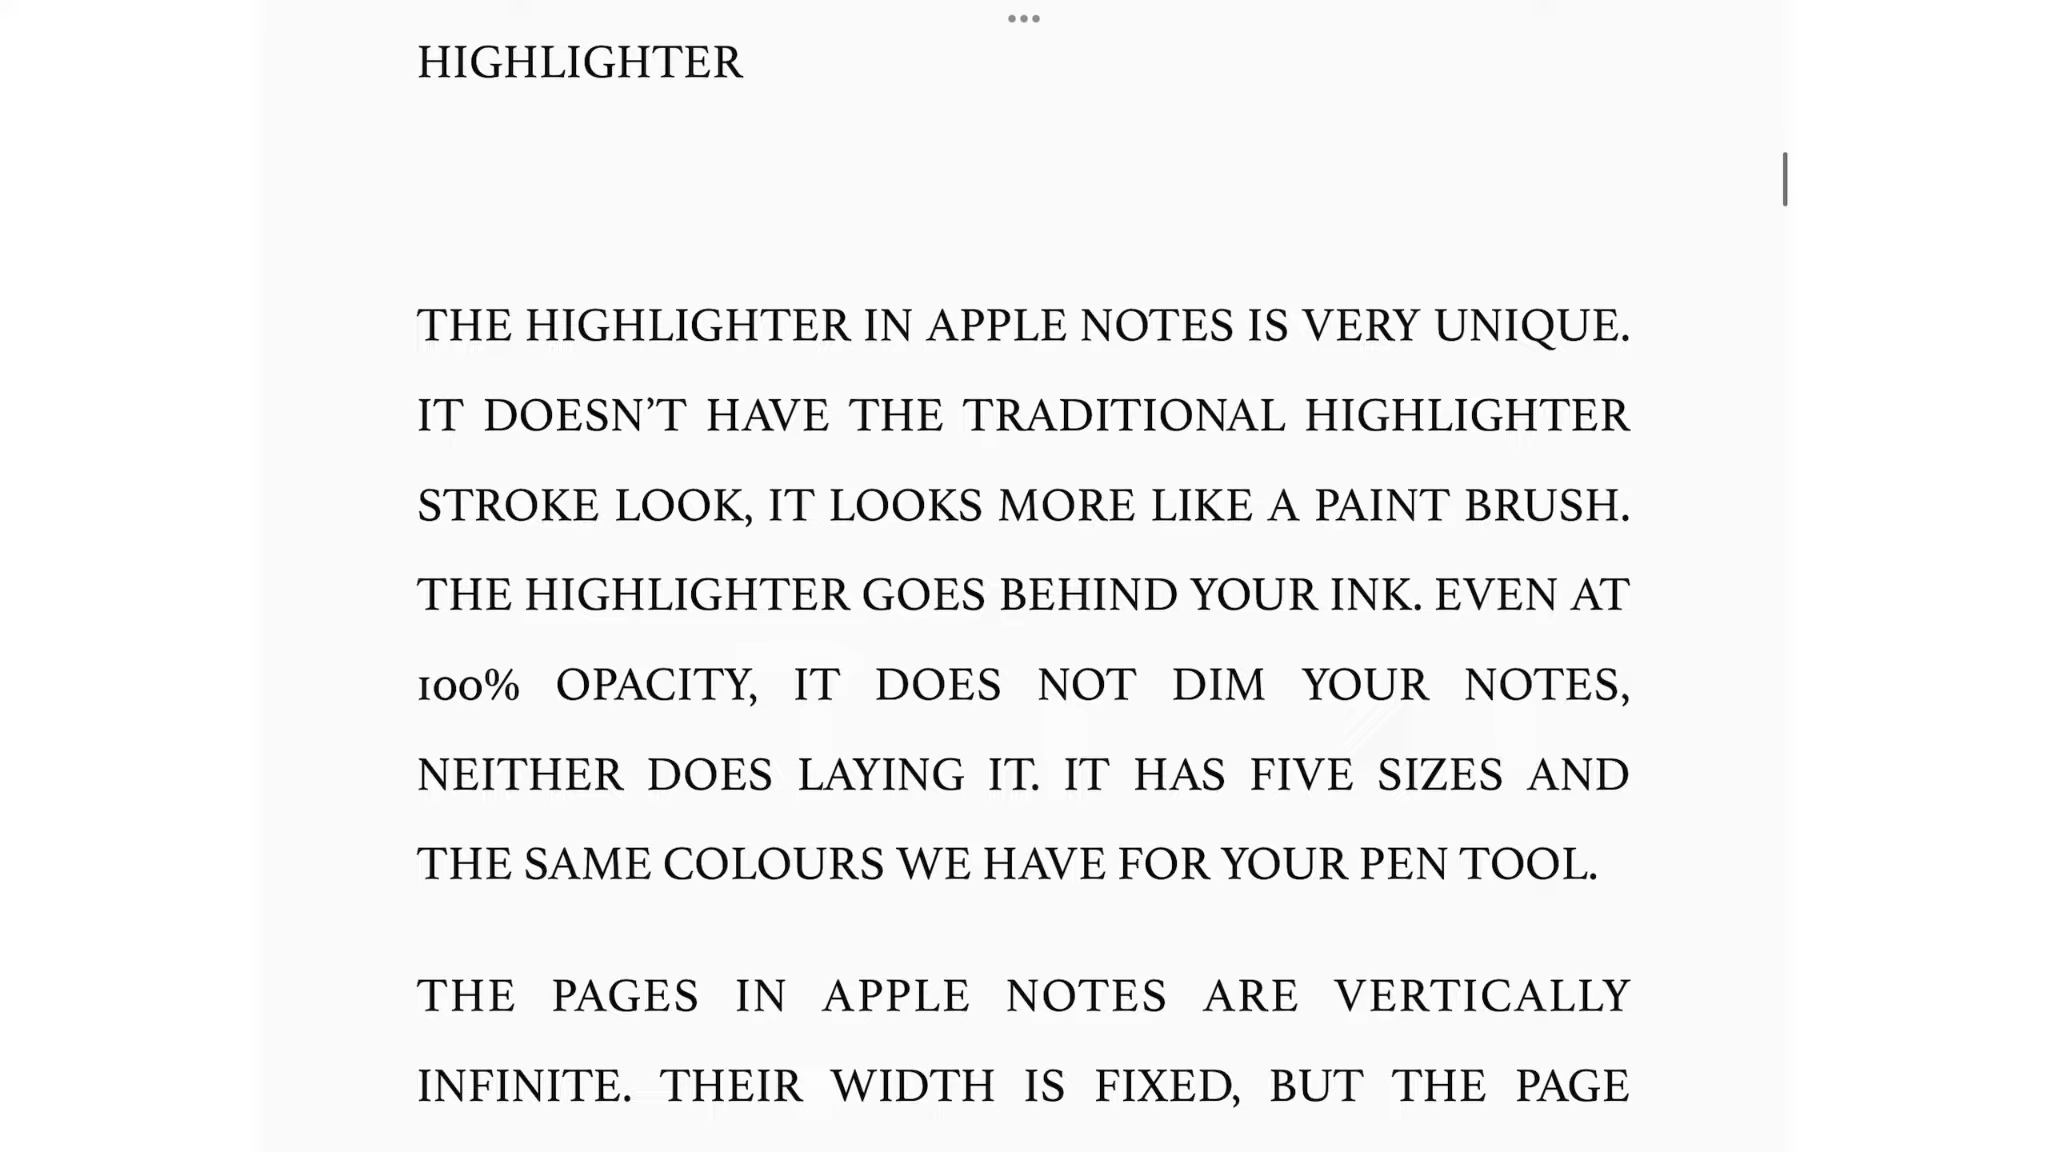 HIGHLIGHTER
THE HIGHLIGHTER IN APPLE NOTES IS VERY UNIQUE.
IT DOESN’T HAVE THE TRADITIONAL HIGHLIGHTER
STROKE LOOK, IT LOOKS MORE LIKE A PAINT BRUSH.
THE HIGHLIGHTER GOES BEHIND YOUR INK. EVEN AT
100% OPACITY, IT DOES NOT DIM YOUR NOTES,
NEITHER DOES LAYING IT. IT HAS FIVE SIZES AND
THE SAME COLOURS WE HAVE FOR YOUR PEN TOOL.
THE PAGES IN APPLE NOTES ARE VERTICALLY
INFINITE. THEIR WIDTH IS FIXED, BUT THE PAGE